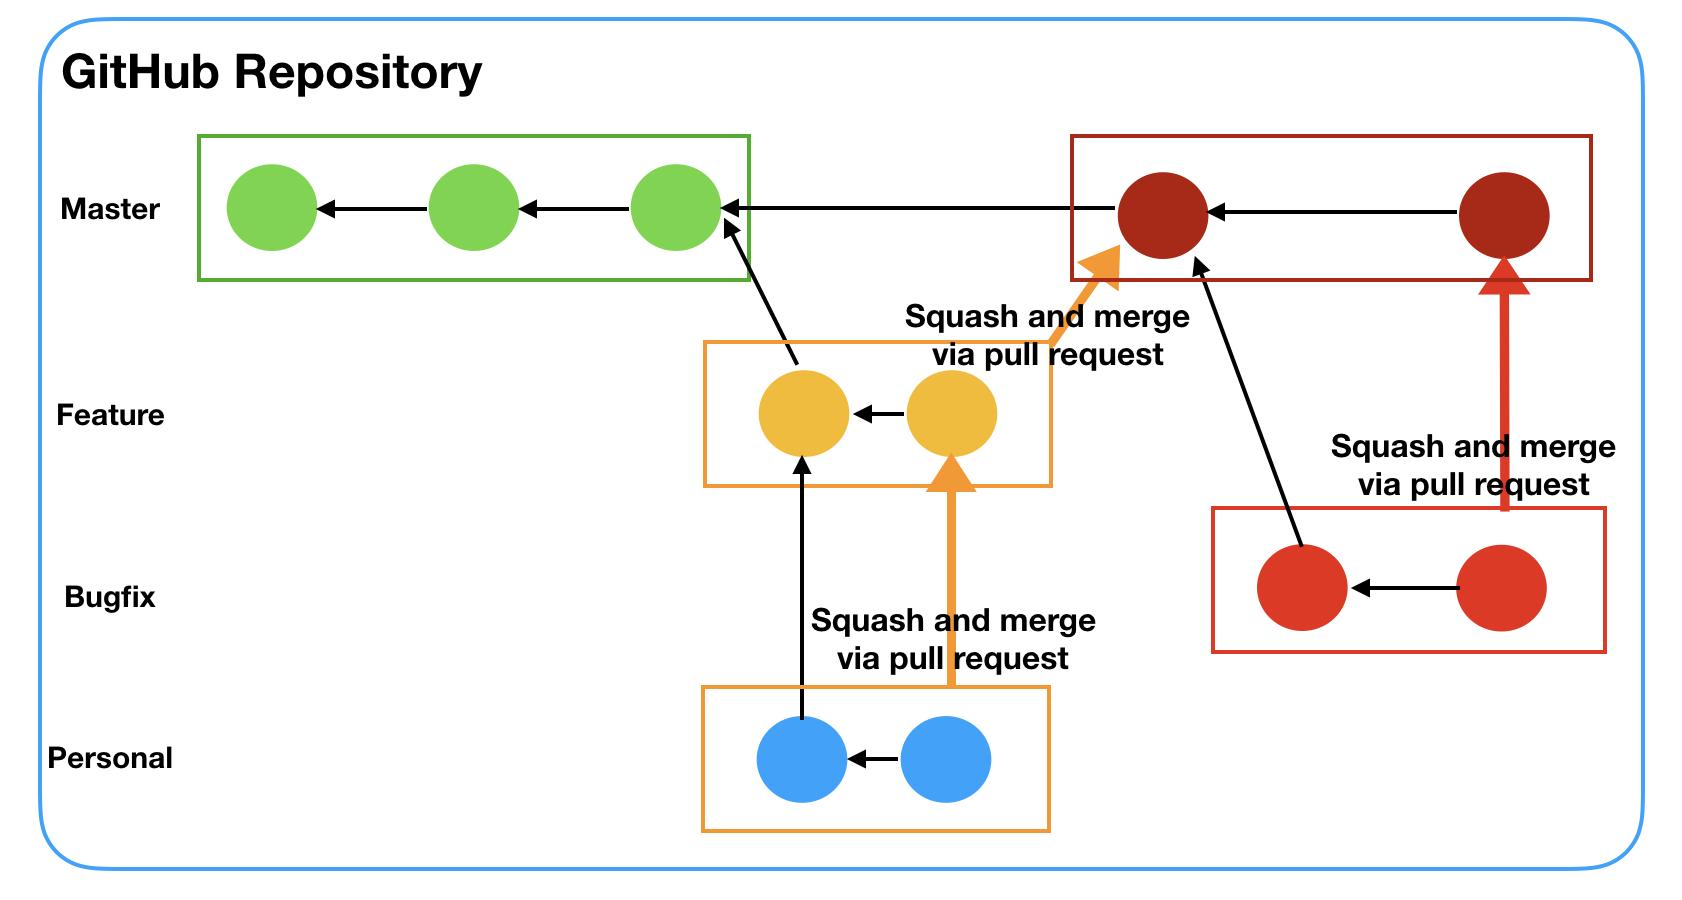 GitHub Repository
Master
Squash and merge
via pull request
Feature
Squash and merge
via pull request
Bugfix
Squash and merge
via pull request
Personal